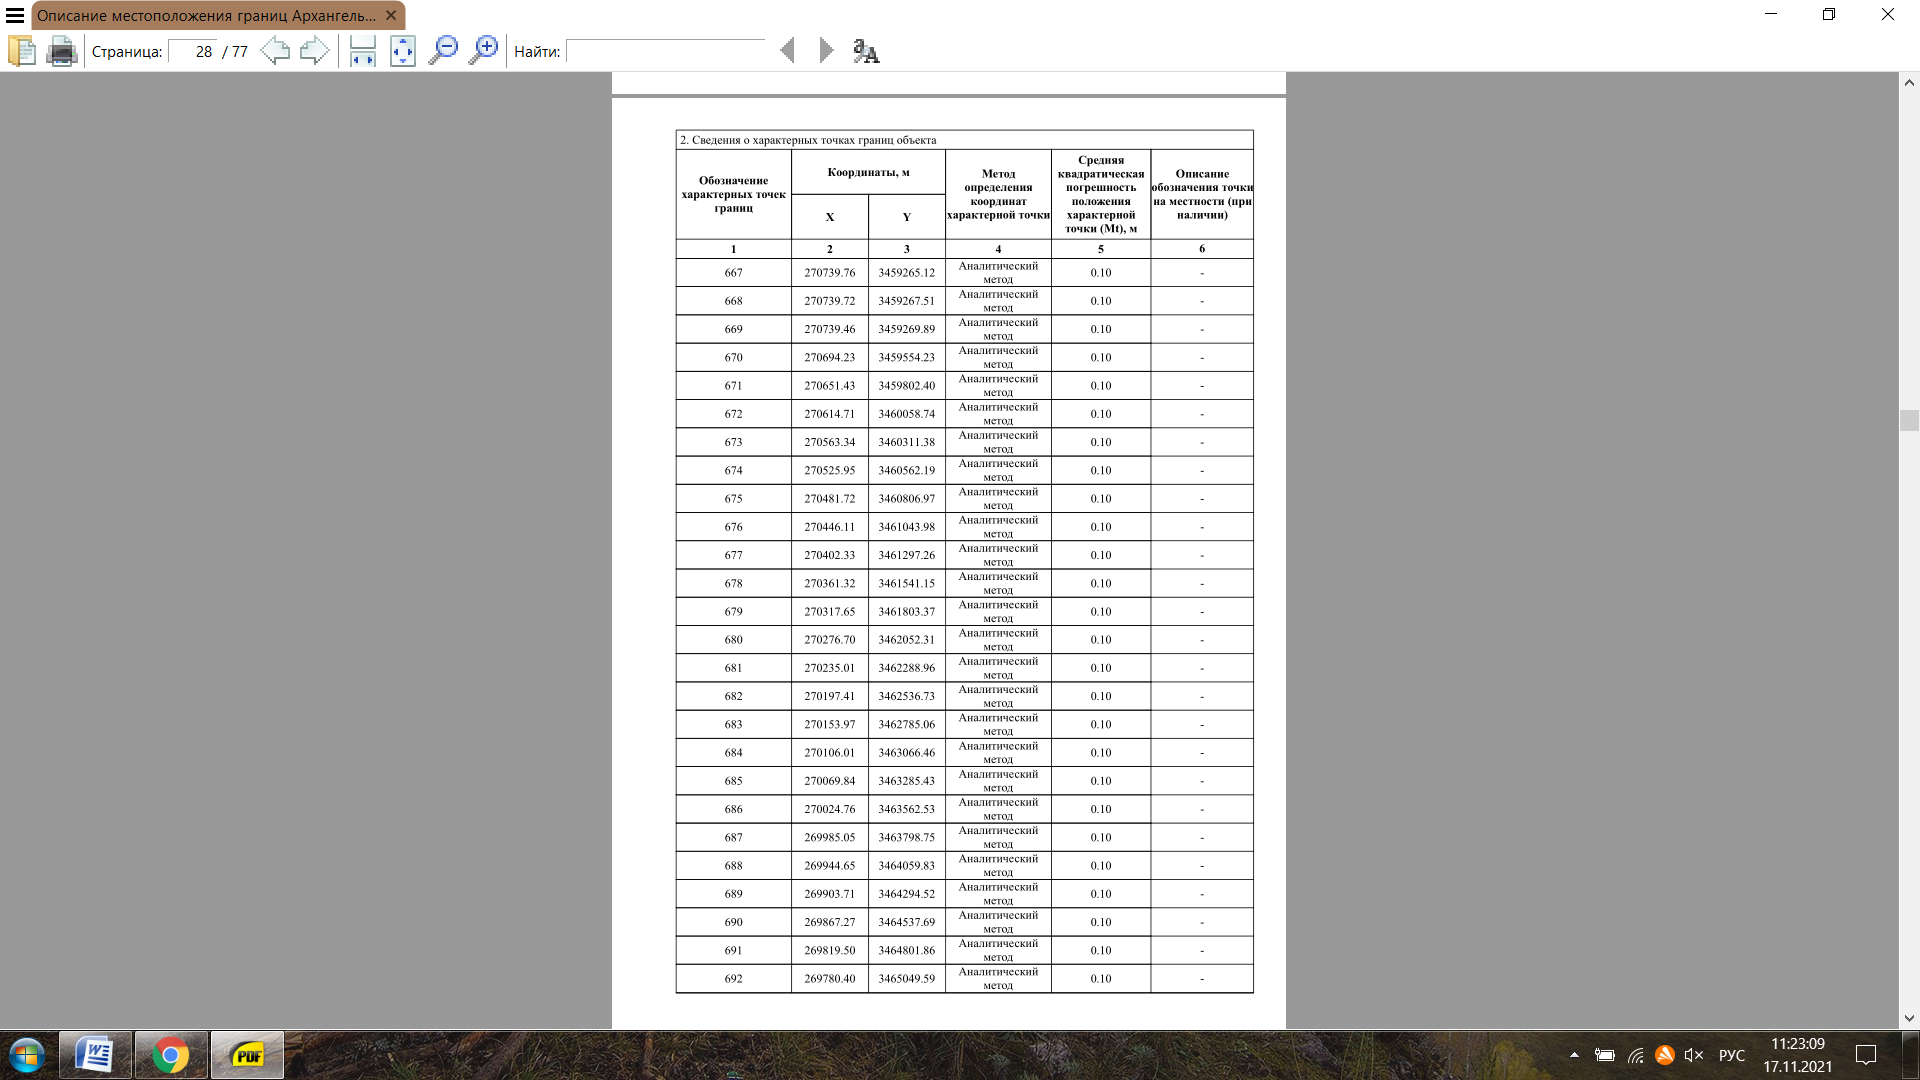 Описание местоположения границ Архангель...
Страница: 28 / 77
Найти:
2. Сведения о характерных точках границ объекта
Обозначение характерных точек границ
Координаты, м
X
Y
Метод определения координат характерной точки
Средняя квадратическая погрешность положения характерной точки (Mt), м
Описание обозначения точки на местности (при наличии)
1 2 3 4 5 6
667 270739.76 3459265.12 Аналитический метод 0.10 -
668 270739.72 3459267.51 Аналитический метод 0.10 -
669 270739.46 3459269.89 Аналитический метод 0.10 -
670 270694.23 3459554.23 Аналитический метод 0.10 -
671 270651.43 3459802.40 Аналитический метод 0.10 -
672 270614.71 3460058.74 Аналитический метод 0.10 -
673 270563.34 3460311.38 Аналитический метод 0.10 -
674 270525.95 3460562.19 Аналитический метод 0.10 -
675 270481.72 3460806.97 Аналитический метод 0.10 -
676 270446.11 3461043.98 Аналитический метод 0.10 -
677 270402.33 3461297.26 Аналитический метод 0.10 -
678 270361.32 3461541.15 Аналитический метод 0.10 -
679 270317.65 3461803.37 Аналитический метод 0.10 -
680 270276.70 3462052.31 Аналитический метод 0.10 -
681 270235.01 3462288.96 Аналитический метод 0.10 -
682 270197.41 3462536.73 Аналитический метод 0.10 -
683 270153.97 3462785.06 Аналитический метод 0.10 -
684 270106.01 3463066.46 Аналитический метод 0.10 -
685 270069.84 3463285.43 Аналитический метод 0.10 -
686 270024.76 3463562.53 Аналитический метод 0.10 -
687 269985.05 3463798.75 Аналитический метод 0.10 -
688 269944.65 3464059.83 Аналитический метод 0.10 -
689 269903.71 3464294.52 Аналитический метод 0.10 -
690 269867.27 3464537.69 Аналитический метод 0.10 -
691 269819.50 3464801.86 Аналитический метод 0.10 -
692 269780.40 3465049.59 Аналитический метод 0.10 -
PDF
РУС
11:23:09
17.11.2021